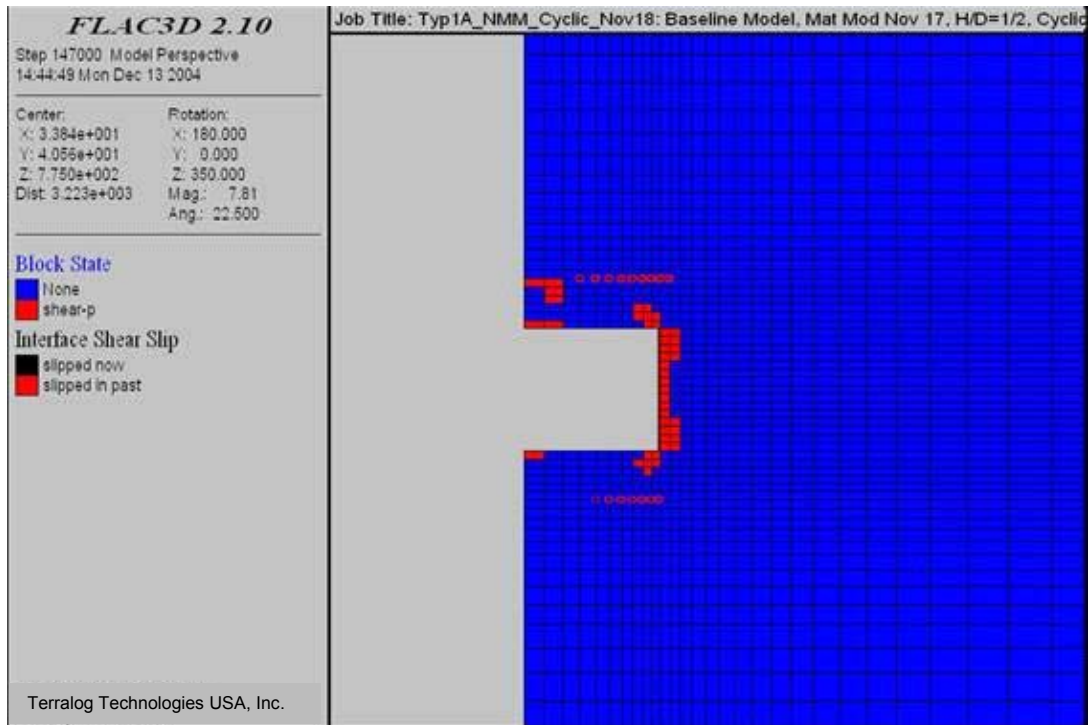 FLAC3D 2.10
Step 147000 Model Perspective
14:44:49 Mon Dec 13 2004
Center:
X: 3.384e+001
Y: 4.056e+001
Z: 7.750e+002
Dist: 3.223e+003
Rotation:
X: 180.000
Y: 0.000
Z: 350.000
Mag.: 7.81
Ang.: 22.500
Block State
None
shear-p
Interface Shear Slip
slipped now
slipped in past
Terralog Technologies USA, Inc.
Job Title: Typ1A_NMM_Cyclic_Nov18: Baseline Model, Mat Mod Nov 17, H/D=1/2, Cyclic